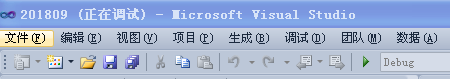 201809 (正在调试) - Microsoft Visual Studio
文件(F) 编辑(E) 视图(V) 项目(P) 生成(B) 调试(D) 团队(M) 数据(A)
Debug